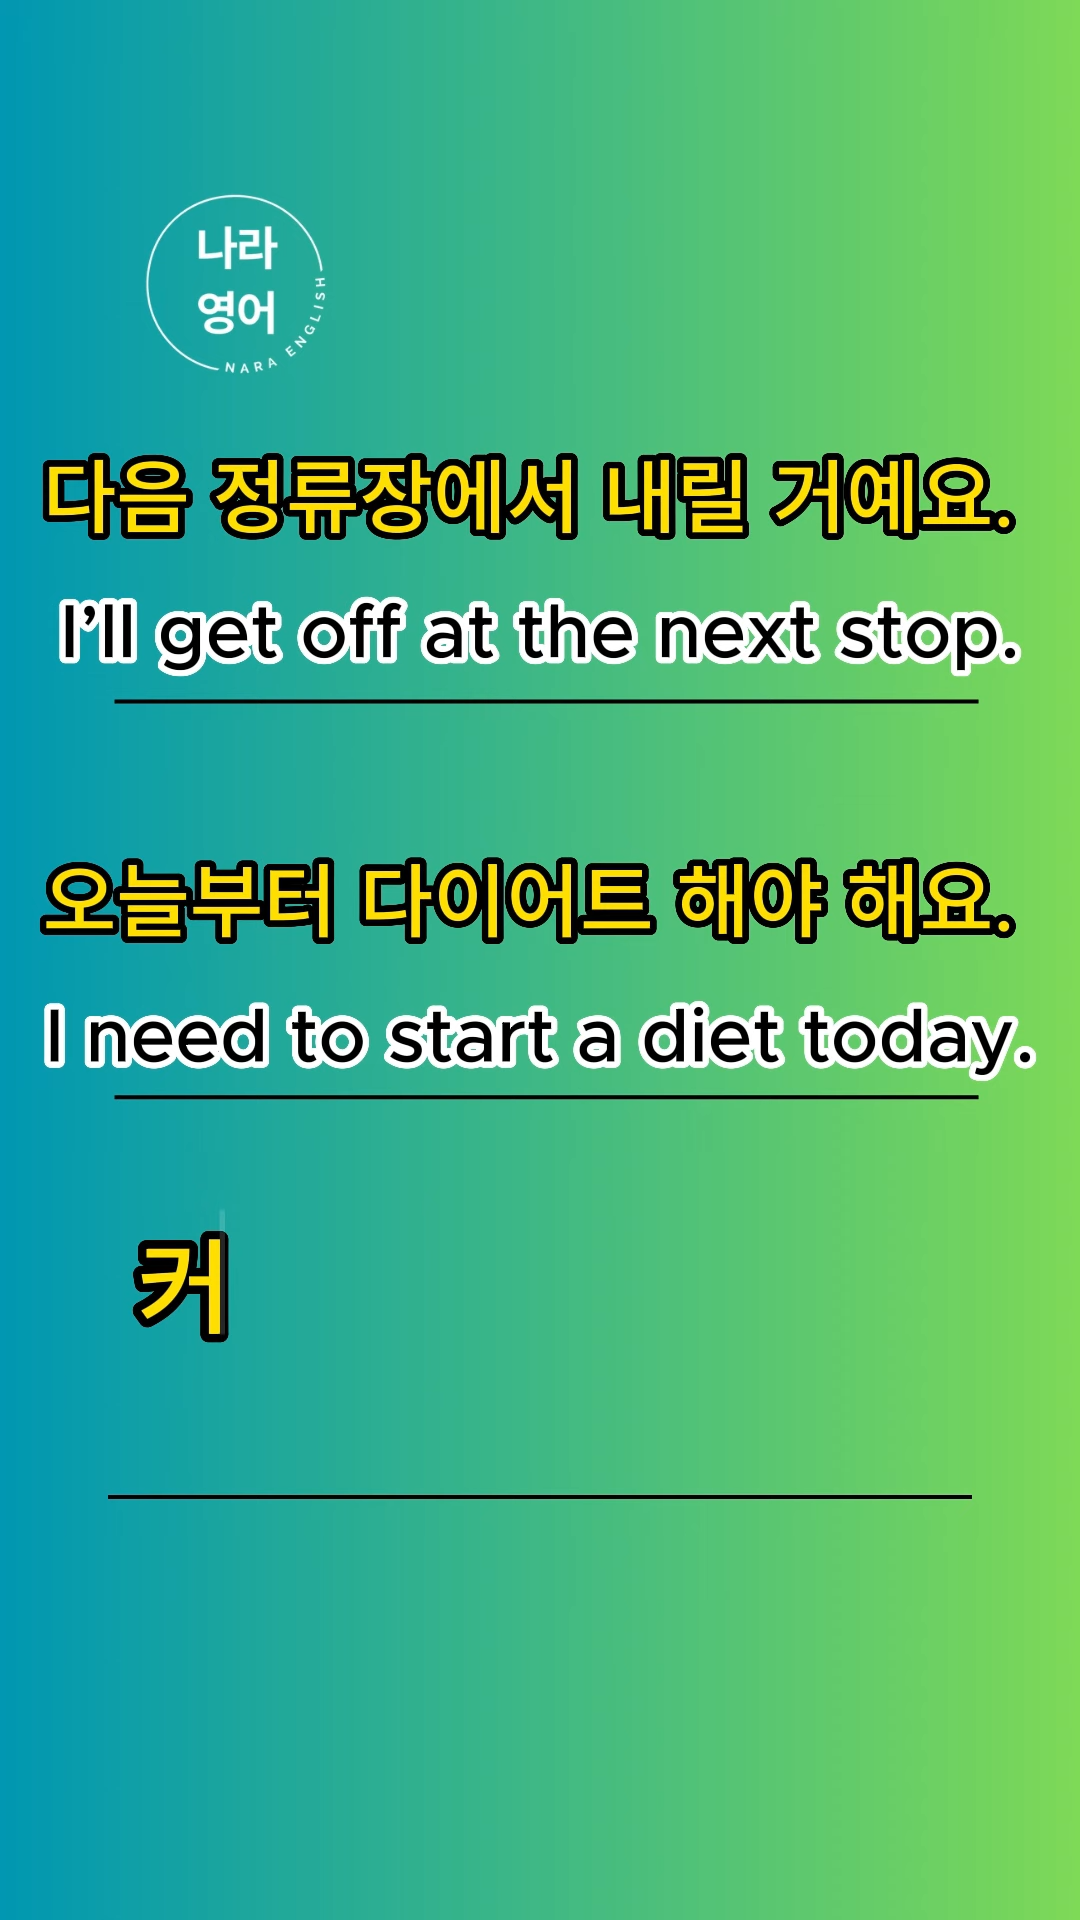 나라
영어
NARA ENGLISH
다음 정류장에서 내릴 거예요.
I’ll get off at the next stop.
오늘부터 다이어트 해야 해요.
I need to start a diet today.
커